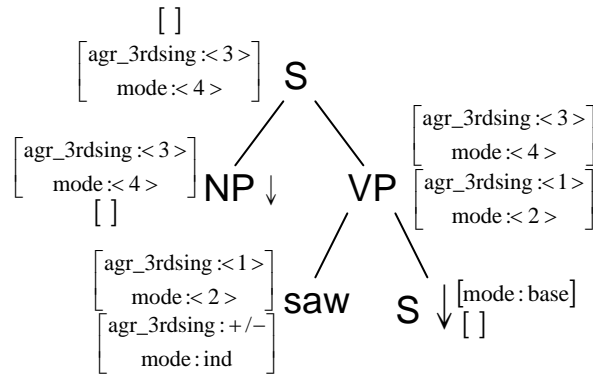 [ ]
agr_3rdsing :< 3 >
mode :< 4 >
S
agr_3rdsing :< 3 >
mode :< 4 >
[ ]
NP ↓
VP
agr_3rdsing :< 3 >
mode :< 4 >
agr_3rdsing :<1 >
mode :< 2 >
agr_3rdsing :<1 >
mode :< 2 >
agr_3rdsing : + / −
mode : ind
saw
S ↓
[mode : base]
[ ]